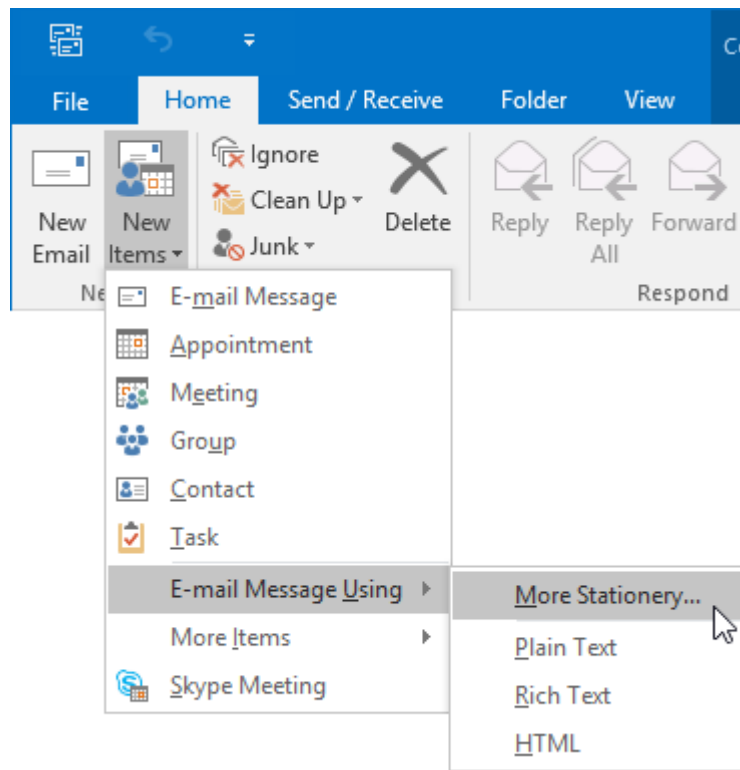 File Home Send / Receive Folder View
Ignore
Clean Up
Junk
New Email
New Items
Delete
Reply
Reply All
Forward
Respond
E-mail Message
Appointment
Meeting
Group
Contact
Task
E-mail Message Using
More Items
Skype Meeting
More Stationery...
Plain Text
Rich Text
HTML